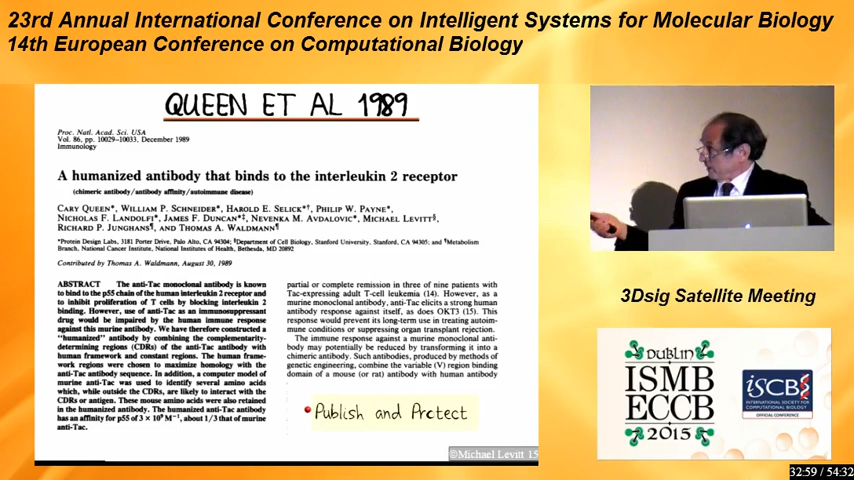 23rd Annual International Conference on Intelligent Systems for Molecular Biology
14th European Conference on Computational Biology
QUEEN ET AL 1989
Proc. Natl. Acad. Sci. USA
Vol. 86, pp. 10029–10033, December 1989
Immunology
A humanized antibody that binds to the interleukin 2 receptor
(chimeric antibody/antibody affinity/autoimmune disease)
CARY QUEEN*, WILLIAM P. SCHNEIDER*, HAROLD E. SELICK*†, PHILIP W. PAYNE*,
NICHOLAS F. LANDOLFI*, JAMES F. DUNCAN*‡, NEVENKA M. AVDALOVIC*, MICHAEL LEVITT§,
RICHARD P. JUNGHANS¶, AND THOMAS A. WALDMANN¶
*Protein Design Labs, 3181 Porter Drive, Palo Alto, CA 94304; §Department of Cell Biology, Stanford University, Stanford, CA 94305; and ¶Metabolism
Branch, National Cancer Institute, National Institutes of Health, Bethesda, MD 20892
Contributed by Thomas A. Waldmann, August 30, 1989
ABSTRACT The anti-Tac monoclonal antibody is known
to bind to the p55 chain of the human interleukin 2 receptor and
to inhibit proliferation of T cells by blocking interleukin 2
binding. However, use of anti-Tac as an immunosuppressant
drug would be impaired by the human immune response
against this murine antibody. We have therefore constructed a
"humanized" antibody by combining the complementarity-
determining regions (CDRs) of the anti-Tac antibody with
human framework and constant regions. The human frame-
work regions were chosen to maximize homology with the
anti-Tac antibody sequence. In addition, a computer model of
murine anti-Tac was used to identify several amino acids
which, while outside the CDRs, are likely to interact with the
CDRs or antigen. These mouse amino acids were also retained
in the humanized antibody. The humanized anti-Tac antibody
has an affinity for p55 of 3 × 10⁹ M⁻¹, about 1/3 that of murine
anti-Tac.
partial or complete remission in three of nine patients with
Tac-expressing adult T-cell leukemia (14). However, as a
murine monoclonal antibody, anti-Tac elicits a strong human
antibody response against itself, as does OKT3 (15). This
response would prevent its long-term use in treating autoim-
mune conditions or suppressing organ transplant rejection.
The immune response against a murine monoclonal anti-
body may potentially be reduced by transforming it into a
chimeric antibody. Such antibodies, produced by methods of
genetic engineering, combine the variable (V) region binding
domain of a mouse (or rat) antibody with human antibody
Publish and Protect
©Michael Levitt 15
3Dsig Satellite Meeting
DUBLIN
ISMB
ECCB
2015
ISCB
INTERNATIONAL SOCIETY FOR
COMPUTATIONAL BIOLOGY
OFFICIAL CONFERENCE
32:59 / 54:32